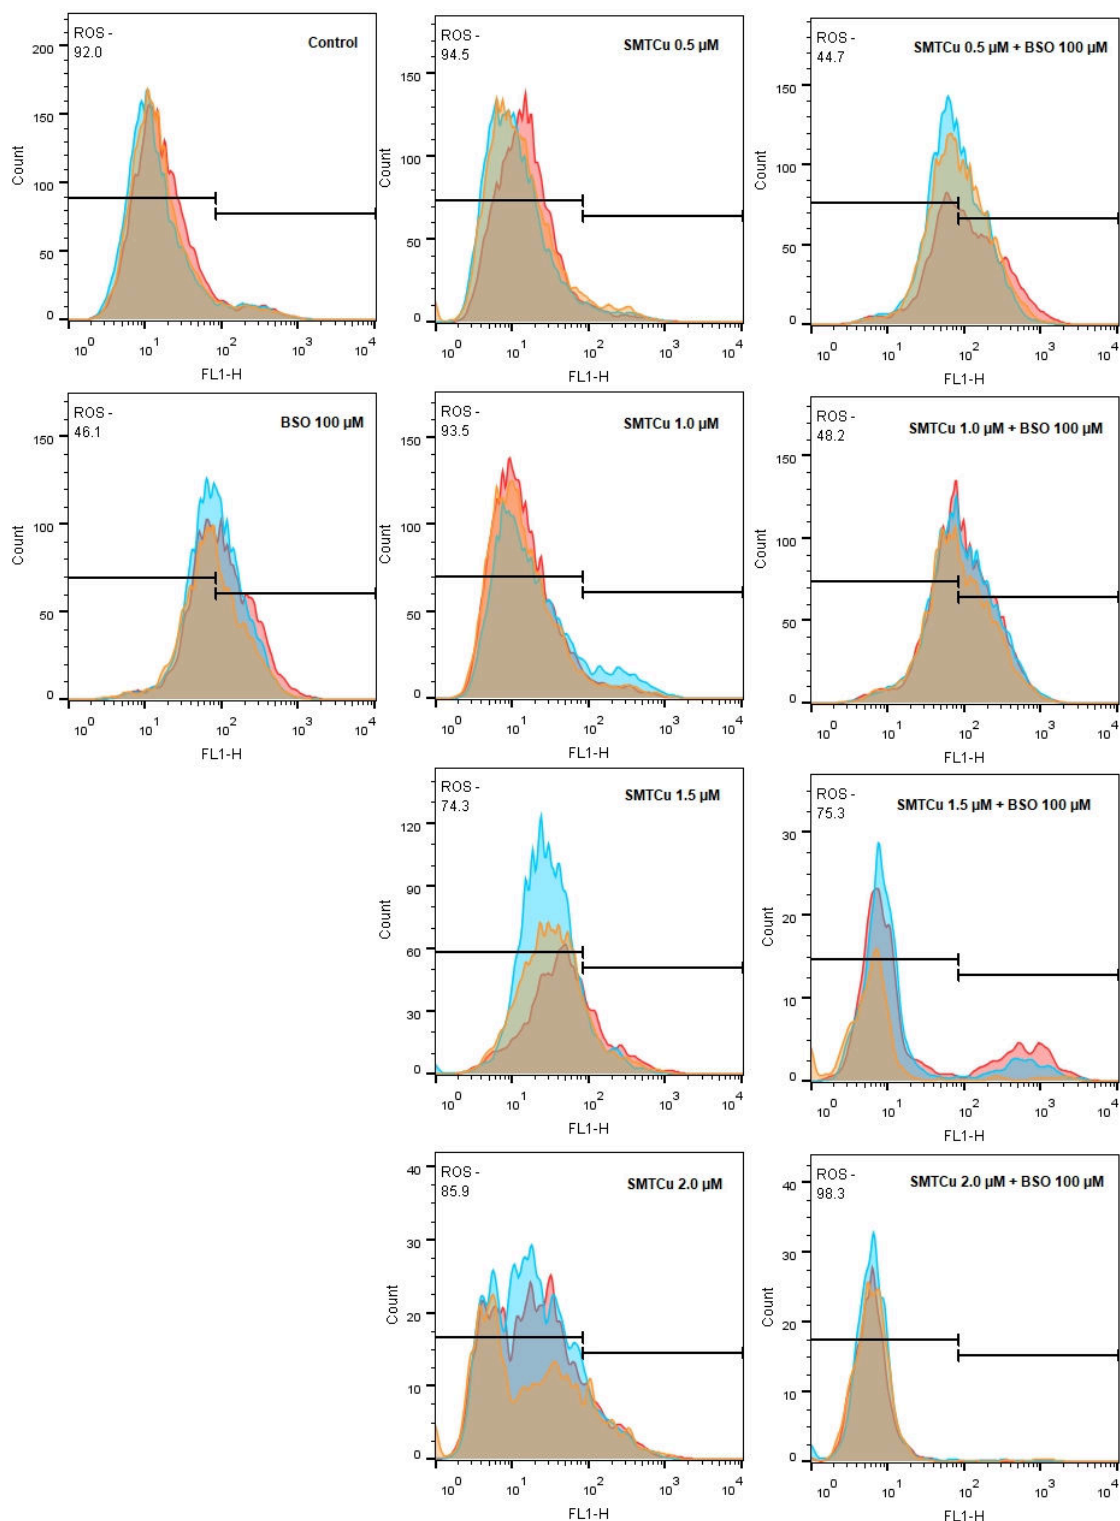 ROS -
92.0
Control
200
150
100
50
0
Count
10^0 10^1 10^2 10^3 10^4
FL1-H
ROS -
94.5
SMTCu 0.5 µM
150
100
50
0
Count
10^0 10^1 10^2 10^3 10^4
FL1-H
ROS -
44.7
SMTCu 0.5 µM + BSO 100 µM
150
100
50
0
Count
10^0 10^1 10^2 10^3 10^4
FL1-H
ROS -
46.1
BSO 100 µM
150
100
50
0
Count
10^0 10^1 10^2 10^3 10^4
FL1-H
ROS -
93.5
SMTCu 1.0 µM
150
100
50
0
Count
10^0 10^1 10^2 10^3 10^4
FL1-H
ROS -
48.2
SMTCu 1.0 µM + BSO 100 µM
150
100
50
0
Count
10^0 10^1 10^2 10^3 10^4
FL1-H
ROS -
74.3
SMTCu 1.5 µM
120
90
60
30
0
Count
10^0 10^1 10^2 10^3 10^4
FL1-H
ROS -
75.3
SMTCu 1.5 µM + BSO 100 µM
30
20
10
0
Count
10^0 10^1 10^2 10^3 10^4
FL1-H
ROS -
85.9
SMTCu 2.0 µM
40
30
20
10
0
Count
10^0 10^1 10^2 10^3 10^4
FL1-H
ROS -
98.3
SMTCu 2.0 µM + BSO 100 µM
40
30
20
10
0
Count
10^0 10^1 10^2 10^3 10^4
FL1-H